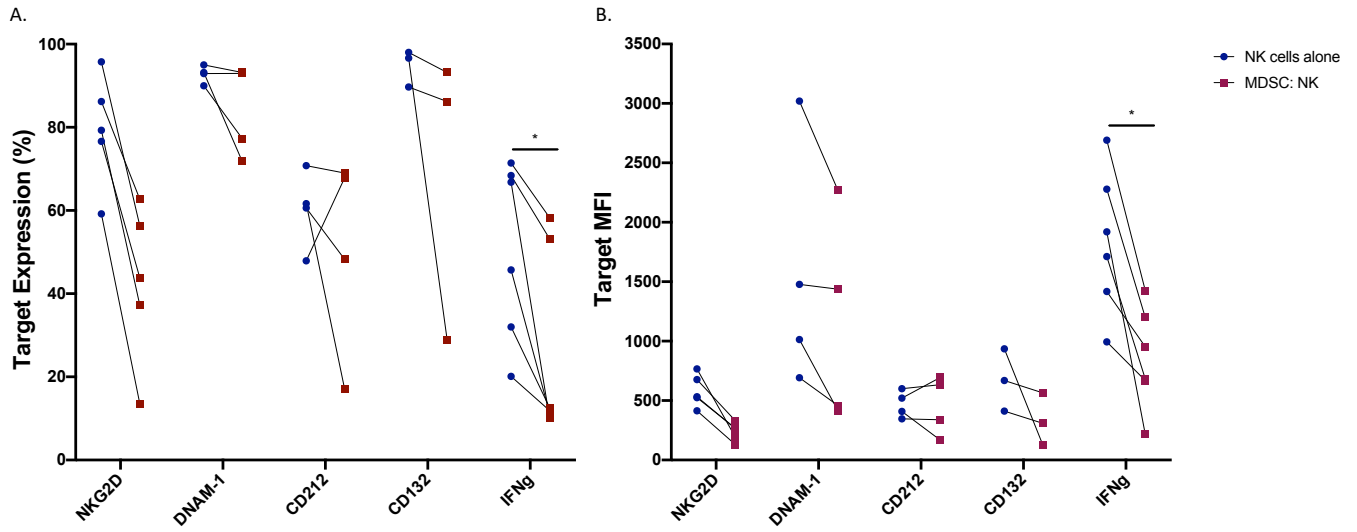 A.
Target Expression (%)
100
80
60
40
20
0
*
NKG2D
DNAM-1
CD212
CD132
IFNg
B.
Target MFI
3500
3000
2500
2000
1500
1000
500
0
*
NKG2D
DNAM-1
CD212
CD132
IFNg
NK cells alone
MDSC: NK